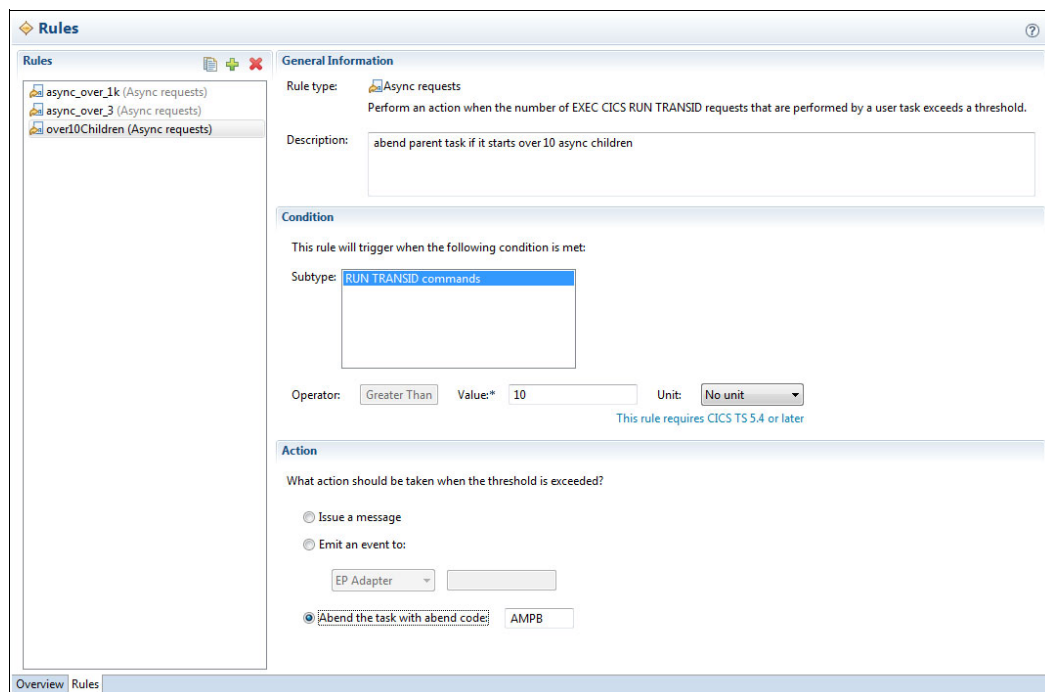 Rules
Rules
async_over_1k (Async requests)
async_over_3 (Async requests)
over10Children (Async requests)
General Information
Rule type: Async requests
Perform an action when the number of EXEC CICS RUN TRANSID requests that are performed by a user task exceeds a threshold.
Description: abend parent task if it starts over 10 async children
Condition
This rule will trigger when the following condition is met:
Subtype: RUN TRANSID commands
Operator: Greater Than Value:* 10 Unit: No unit
This rule requires CICS TS 5.4 or later
Action
What action should be taken when the threshold is exceeded?
Issue a message
Emit an event to:
EP Adapter
Abend the task with abend code: AMPB
Overview Rules